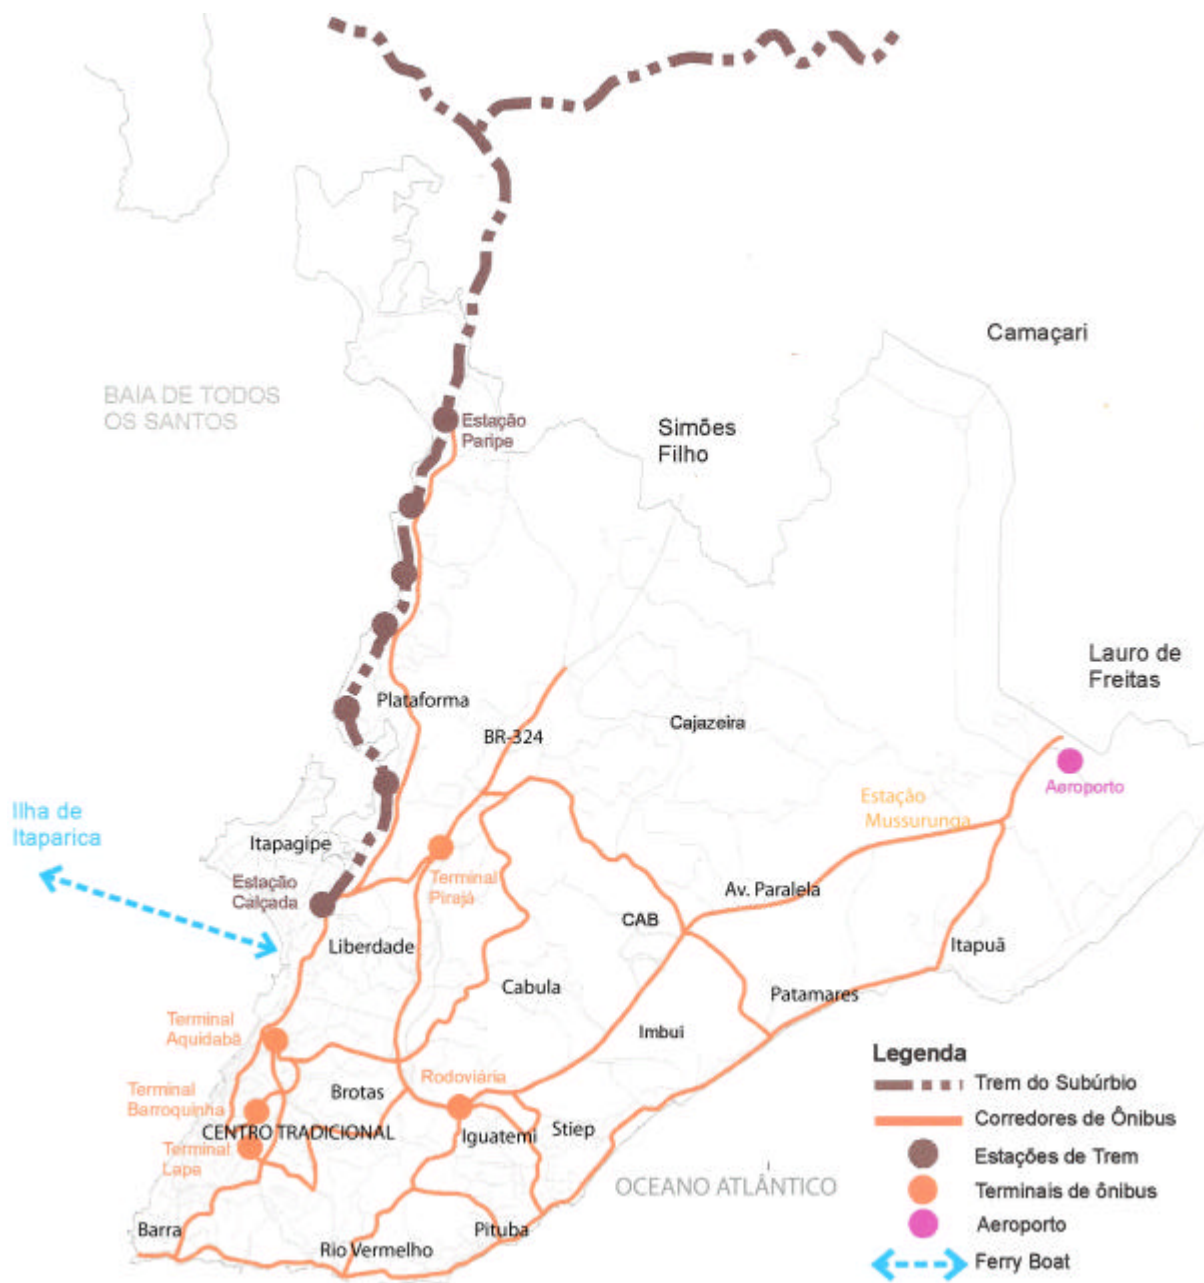 Camaçari
BAIA DE TODOS
OS SANTOS
Estação
Paripe
Simões
Filho
Lauro de
Freitas
Plataforma
BR-324
Cajazeira
Aeroporto
Estação
Mussurunga
Ilha de
Itaparica
Itapagipe
Terminal
Pirajá
Estação
Calçada
Av. Paralela
CAB
Liberdade
Itapuã
Cabula
Patamares
Terminal
Aquidabã
Imbui
Rodoviária
Terminal
Barroquinha
Brotas
CENTRO TRADICIONAL
Iguatemi
Stiep
Terminal
Lapa
OCEANO ATLÂNTICO
Barra
Rio Vermelho
Pituba
Legenda
Trem do Subúrbio
Corredores de Ônibus
Estações de Trem
Terminais de ônibus
Aeroporto
Ferry Boat